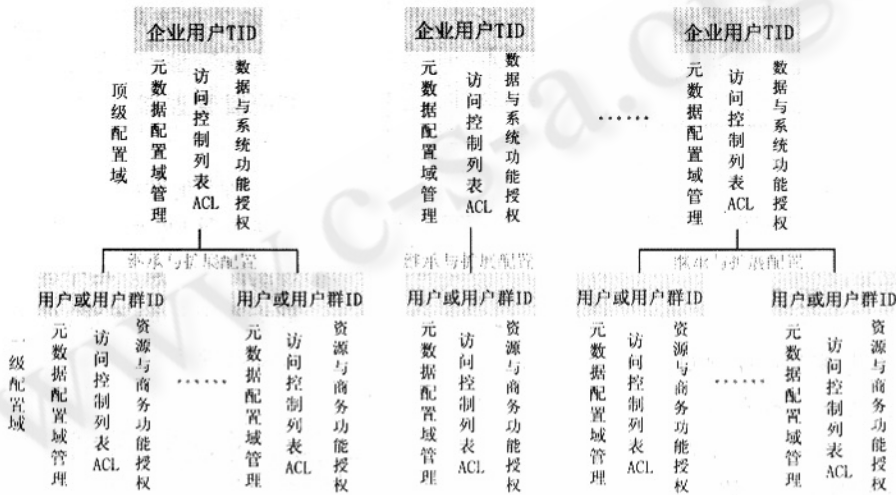 企业用户TID
企业用户TID
企业用户TID
顶级配置域
元数据配置域管理
访问控制列表ACL
数据与系统功能授权
元数据配置域管理
访问控制列表ACL
数据与系统功能授权
……
元数据配置域管理
访问控制列表ACL
数据与系统功能授权
继承与扩展配置
继承与扩展配置
继承与扩展配置
用户或用户群ID
用户或用户群ID
用户或用户群ID
用户或用户群ID
用户或用户群ID
级配置域
元数据配置域管理
访问控制列表ACL
资源与商务功能授权
……
元数据配置域管理
访问控制列表ACL
资源与商务功能授权
元数据配置域管理
访问控制列表ACL
资源与商务功能授权
元数据配置域管理
访问控制列表ACL
资源与商务功能授权
……
元数据配置域管理
访问控制列表ACL
资源与商务功能授权
www.c-s-a.org